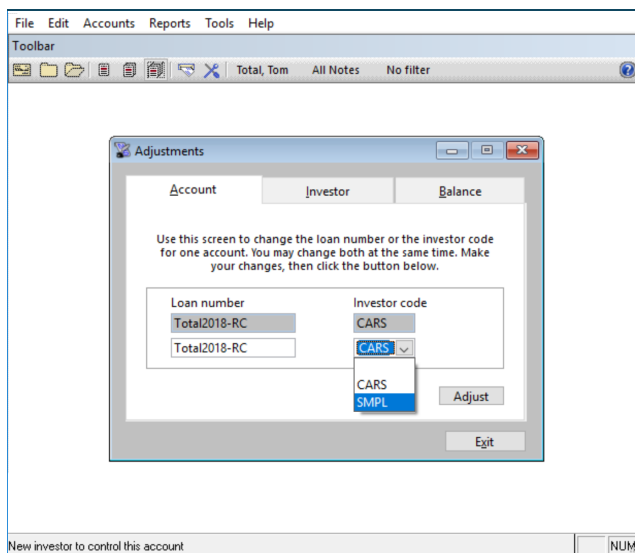 File Edit Accounts Reports Tools Help
Toolbar
Total, Tom All Notes No filter
Adjustments
Account Investor Balance
Use this screen to change the loan number or the investor code
for one account. You may change both at the same time. Make
your changes, then click the button below.
Loan number Investor code
Total2018-RC CARS
Total2018-RC CARS
CARS
SMPL
Adjust
Exit
New investor to control this account NUM